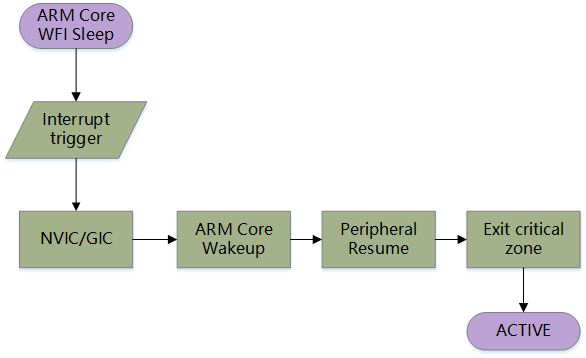 ARM Core
WFI Sleep
Interrupt
trigger
NVIC/GIC
ARM Core
Wakeup
Peripheral
Resume
Exit critical
zone
ACTIVE